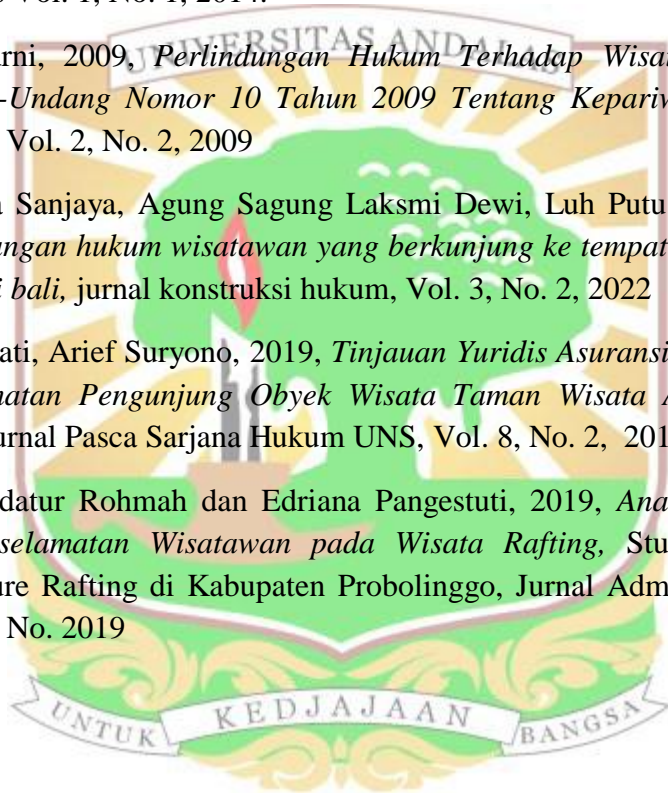 Vol. 1, No. 1, 2014.
arni, 2009, Perlindungan Hukum Terhadap Wisa
-Undang Nomor 10 Tahun 2009 Tentang Kepariw
Vol. 2, No. 2, 2009
Sanjaya, Agung Sagung Laksmi Dewi, Luh Putu
ngan hukum wisatawan yang berkunjung ke tempat
i bali, jurnal konstruksi hukum, Vol. 3, No. 2, 2022
ati, Arief Suryono, 2019, Tinjauan Yuridis Asuransi
matan Pengunjung Obyek Wisata Taman Wisata A
urnal Pasca Sarjana Hukum UNS, Vol. 8, No. 2, 201
datur Rohmah dan Edriana Pangestuti, 2019, Ana
selamatan Wisatawan pada Wisata Rafting, Stu
ure Rafting di Kabupaten Probolinggo, Jurnal Adm
No. 2019
UNIVERSITAS ANDALAS
UNTUK KEDJAJAAN BANGSA